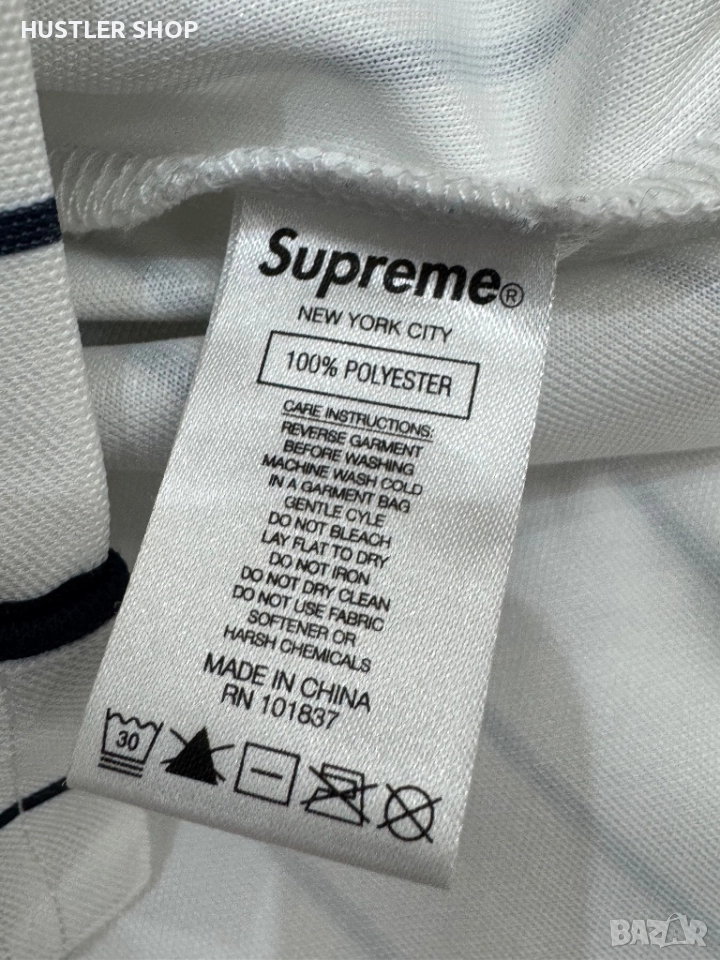 HUSTLER SHOP
Supreme®
NEW YORK CITY
100% POLYESTER
CARE INSTRUCTIONS:
REVERSE GARMENT
BEFORE WASHING
MACHINE WASH COLD
IN A GARMENT BAG
GENTLE CYLE
DO NOT BLEACH
LAY FLAT TO DRY
DO NOT IRON
DO NOT DRY CLEAN
DO NOT USE FABRIC
SOFTENER OR
HARSH CHEMICALS
MADE IN CHINA
RN 101837
30
BAZAR